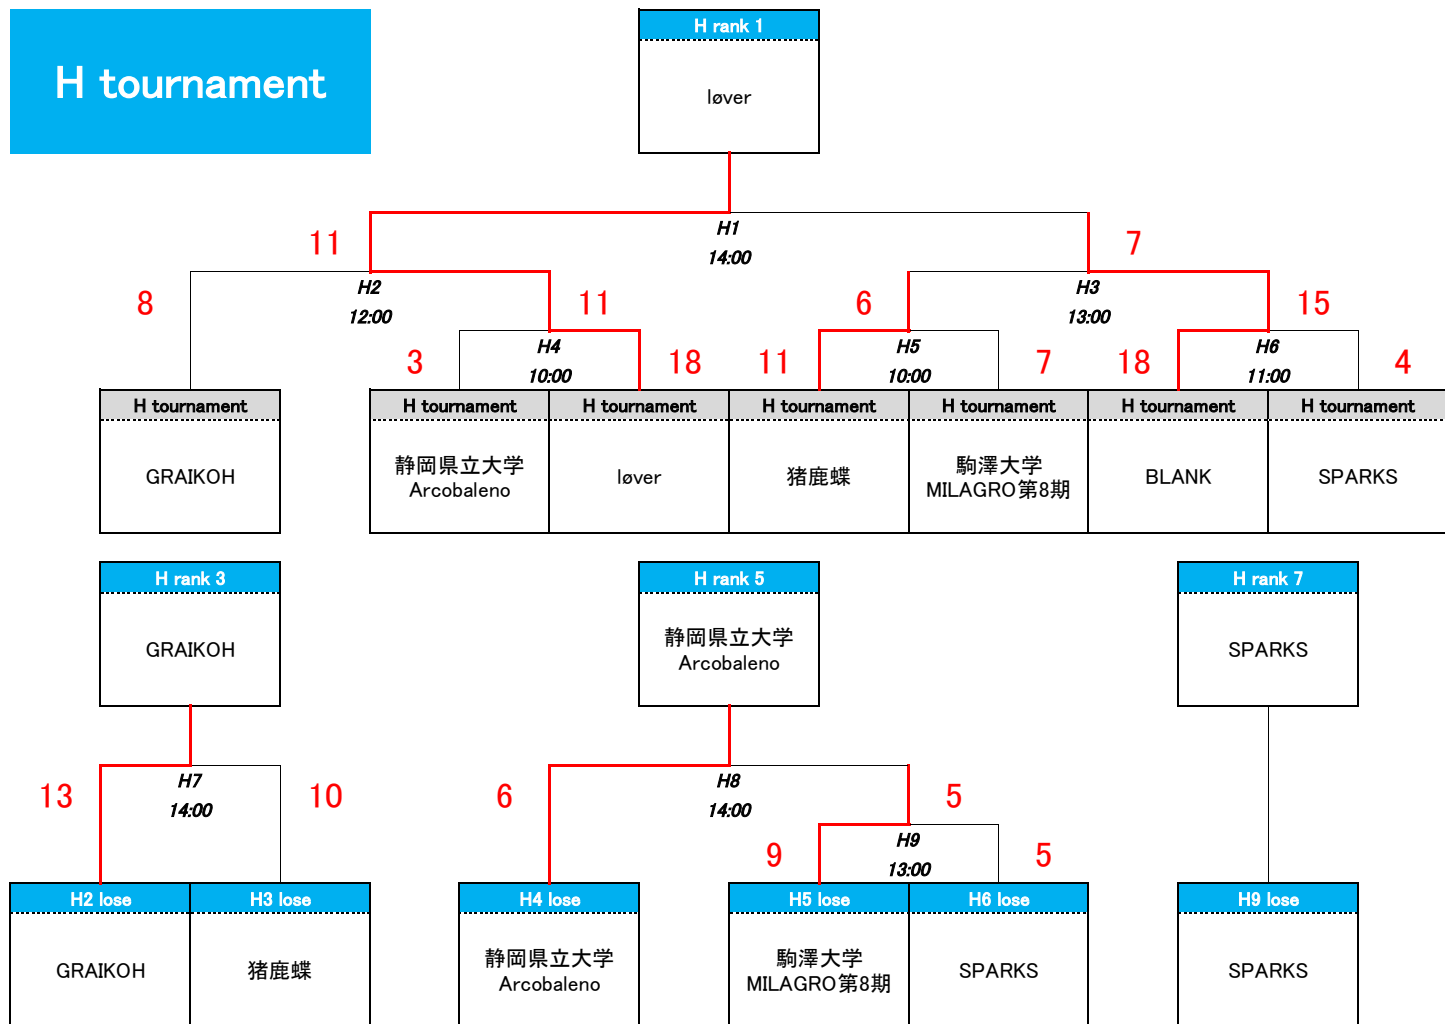 H tournament
H rank 1
løver
H1
14:00
11
7
H2
12:00
8
11
H3
13:00
6
15
H4
10:00
3
18
H5
10:00
11
7
H6
11:00
18
4
H tournament
H tournament
H tournament
H tournament
H tournament
H tournament
H tournament
GRAIKOH
静岡県立大学
Arcobaleno
løver
猪鹿蝶
駒澤大学
MILAGRO第8期
BLANK
SPARKS
H rank 3
GRAIKOH
H rank 5
静岡県立大学
Arcobaleno
H rank 7
SPARKS
13
H7
14:00
10
6
H8
14:00
5
9
H9
13:00
5
H2 lose
H3 lose
H4 lose
H5 lose
H6 lose
H9 lose
GRAIKOH
猪鹿蝶
静岡県立大学
Arcobaleno
駒澤大学
MILAGRO第8期
SPARKS
SPARKS